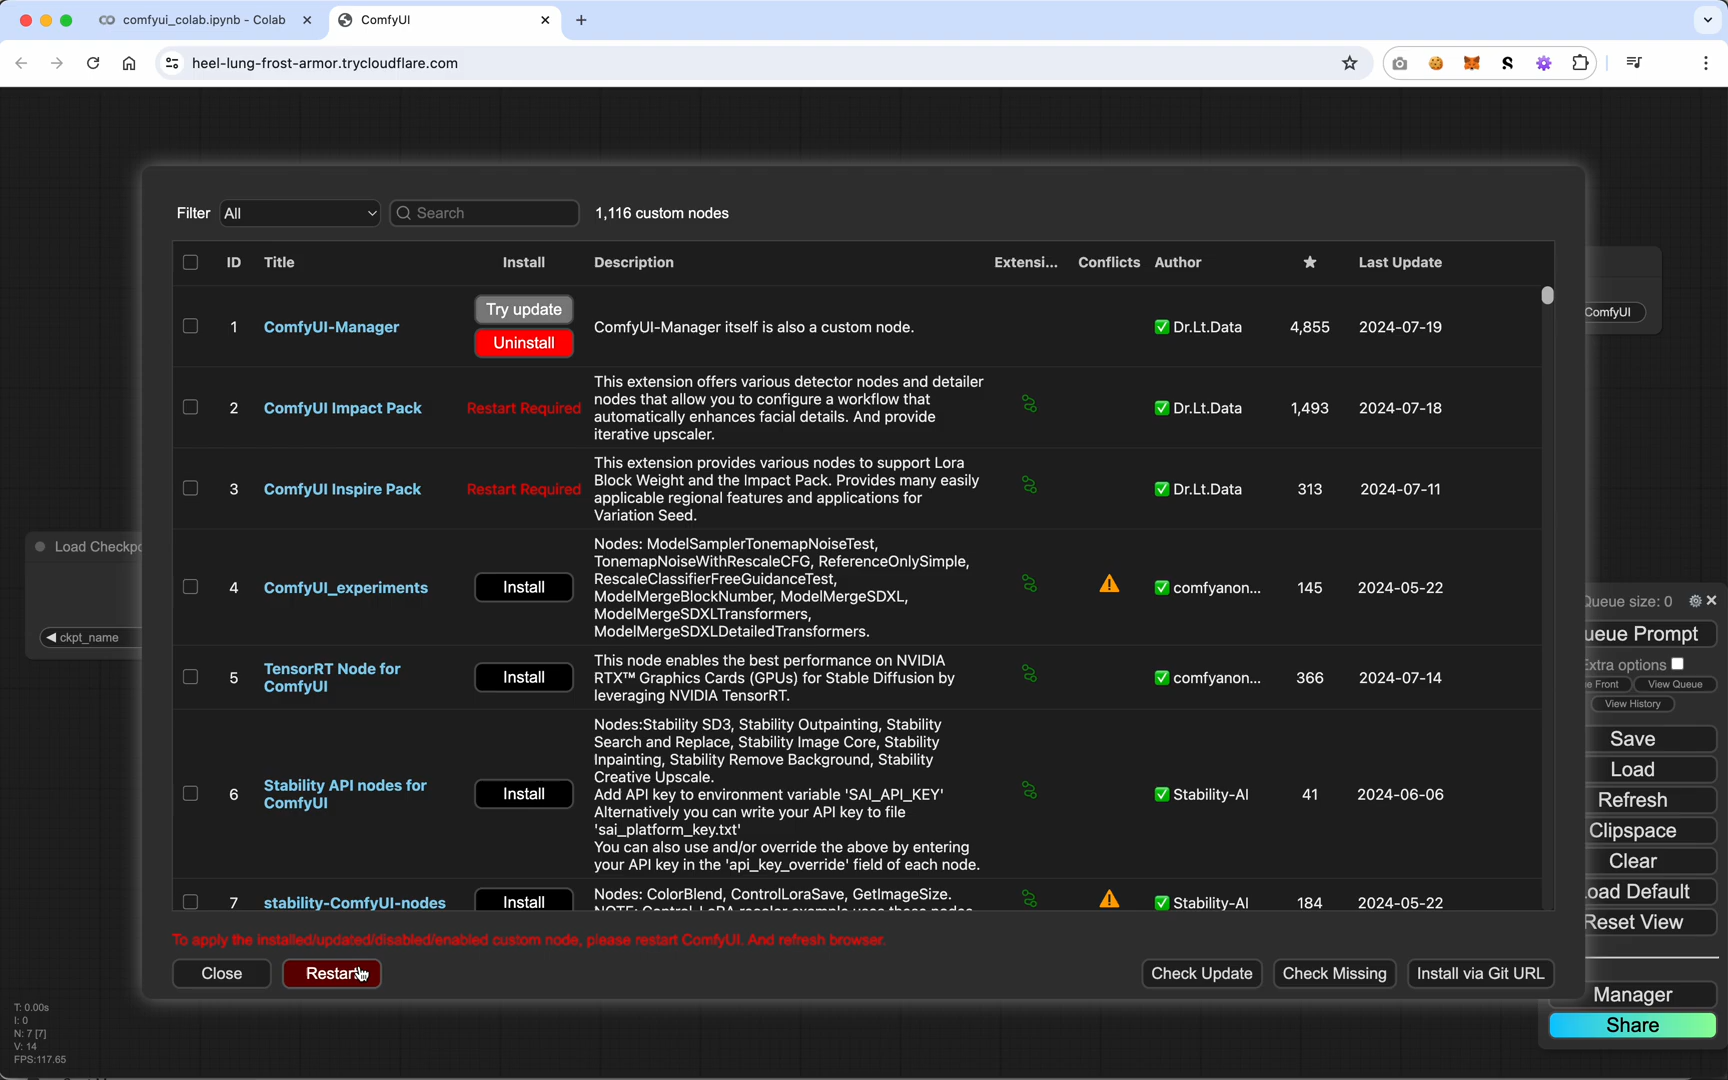 comfyui_colab.ipynb - Colab
ComfyUI
heel-lung-frost-armor.trycloudflare.com
Filter
All
Search
1,116 custom nodes
ID
Title
Install
Description
Extensi...
Conflicts
Author
★
Last Update
1
ComfyUI-Manager
Try update
Uninstall
ComfyUI-Manager itself is also a custom node.
✅ Dr.Lt.Data
4,855
2024-07-19
2
ComfyUI Impact Pack
Restart Required
This extension offers various detector nodes and detailer
nodes that allow you to configure a workflow that
automatically enhances facial details. And provide
iterative upscaler.
✅ Dr.Lt.Data
1,493
2024-07-18
3
ComfyUI Inspire Pack
Restart Required
This extension provides various nodes to support Lora
Block Weight and the Impact Pack. Provides many easily
applicable regional features and applications for
Variation Seed.
✅ Dr.Lt.Data
313
2024-07-11
4
ComfyUI_experiments
Install
Nodes: ModelSamplerTonemapNoiseTest,
TonemapNoiseWithRescaleCFG, ReferenceOnlySimple,
RescaleClassifierFreeGuidanceTest,
ModelMergeBlockNumber, ModelMergeSDXL,
ModelMergeSDXLTransformers,
ModelMergeSDXLDetailedTransformers.
✅ comfyanon...
145
2024-05-22
5
TensorRT Node for
ComfyUI
Install
This node enables the best performance on NVIDIA
RTX™ Graphics Cards (GPUs) for Stable Diffusion by
leveraging NVIDIA TensorRT.
✅ comfyanon...
366
2024-07-14
6
Stability API nodes for
ComfyUI
Install
Nodes:Stability SD3, Stability Outpainting, Stability
Search and Replace, Stability Image Core, Stability
Inpainting, Stability Remove Background, Stability
Creative Upscale.
Add API key to environment variable 'SAI_API_KEY'
Alternatively you can write your API key to file
'sai_platform_key.txt'
You can also use and/or override the above by entering
your API key in the 'api_key_override' field of each node.
✅ Stability-AI
41
2024-06-06
7
stability-ComfyUI-nodes
Install
Nodes: ColorBlend, ControlLoraSave, GetImageSize.
✅ Stability-AI
184
2024-05-22
To apply the installed/updated/disabled/enabled custom node, please restart ComfyUI. And refresh browser.
Close
Restart
Check Update
Check Missing
Install via Git URL
Load Checkpo
ckpt_name
ComfyUI
Queue size: 0
ueue Prompt
Extra options
e Front
View Queue
View History
Save
Load
Refresh
Clipspace
Clear
oad Default
Reset View
Manager
Share
T: 0.00s
I: 0
N: 7 [7]
V: 14
FPS:117.65